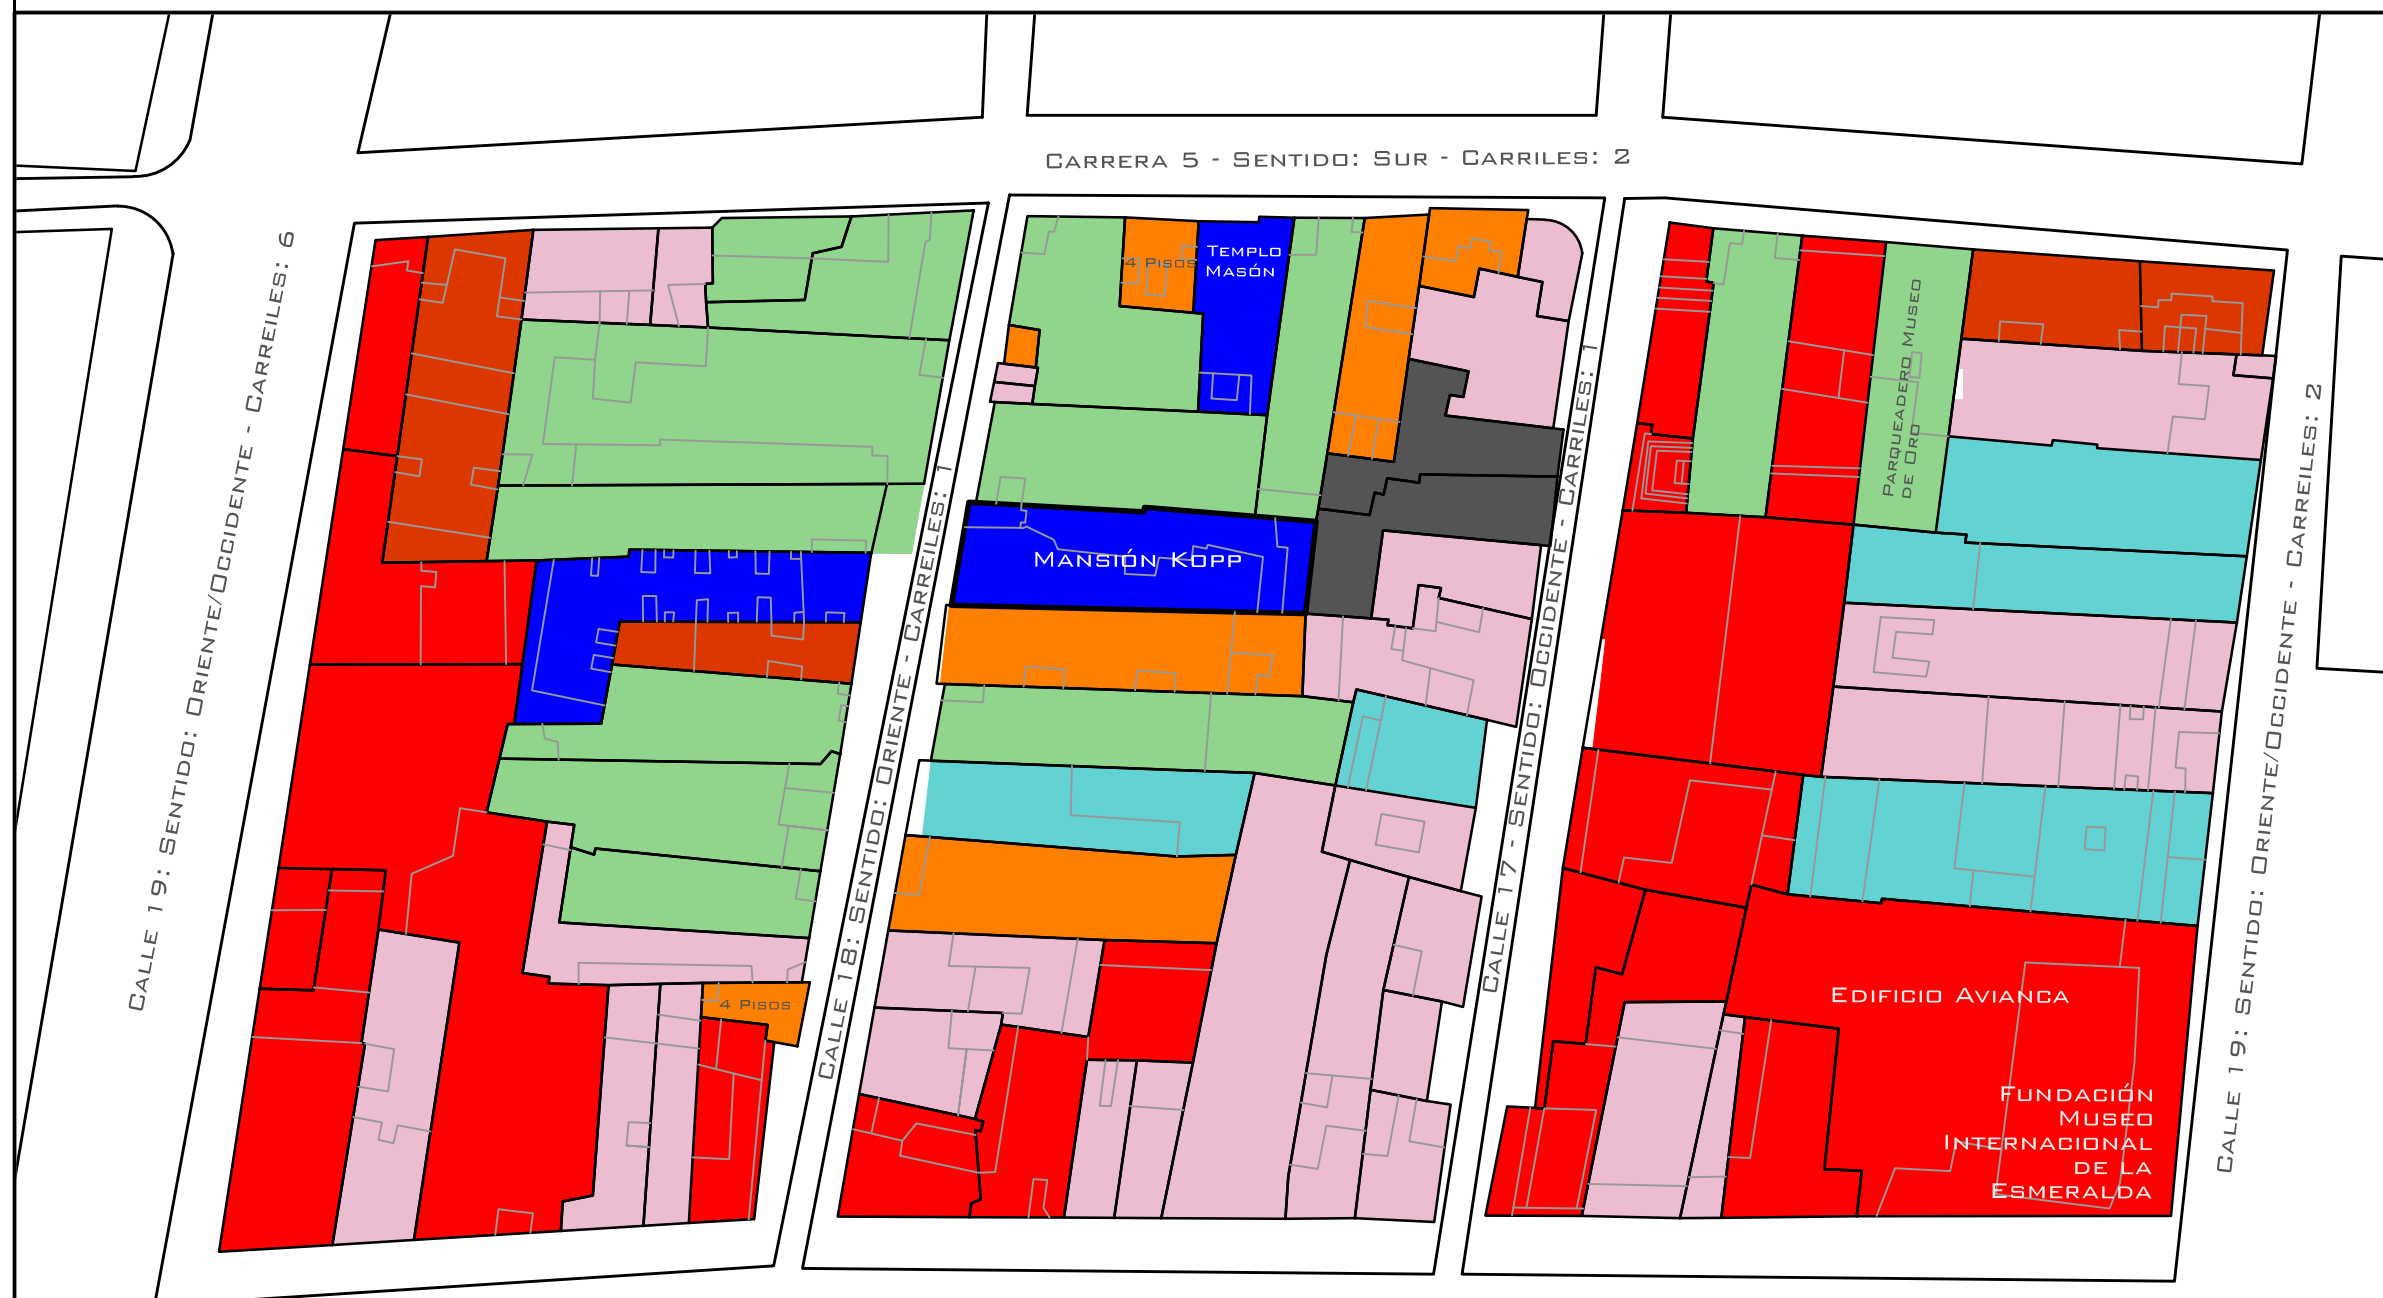 CARRERA 5 - SENTIDO: SUR - CARRILES: 2
CALLE 19: SENTIDO: ORIENTE/OCCIDENTE - CARREILES: 6
4 PISOS
TEMPLO
MASÓN
PARQUEADERO MUSEO
DE ORO
MANSIÓN KOPP
CALLE 18: SENTIDO: ORIENTE - CARREILES: 1
CALLE 17 - SENTIDO: OCCIDENTE - CARRILES: 1
CALLE 19: SENTIDO: ORIENTE/OCCIDENTE - CARREILES: 2
4 PISOS
EDIFICIO AVIANCA
FUNDACIÓN
MUSEO
INTERNACIONAL
DE LA
ESMERALDA